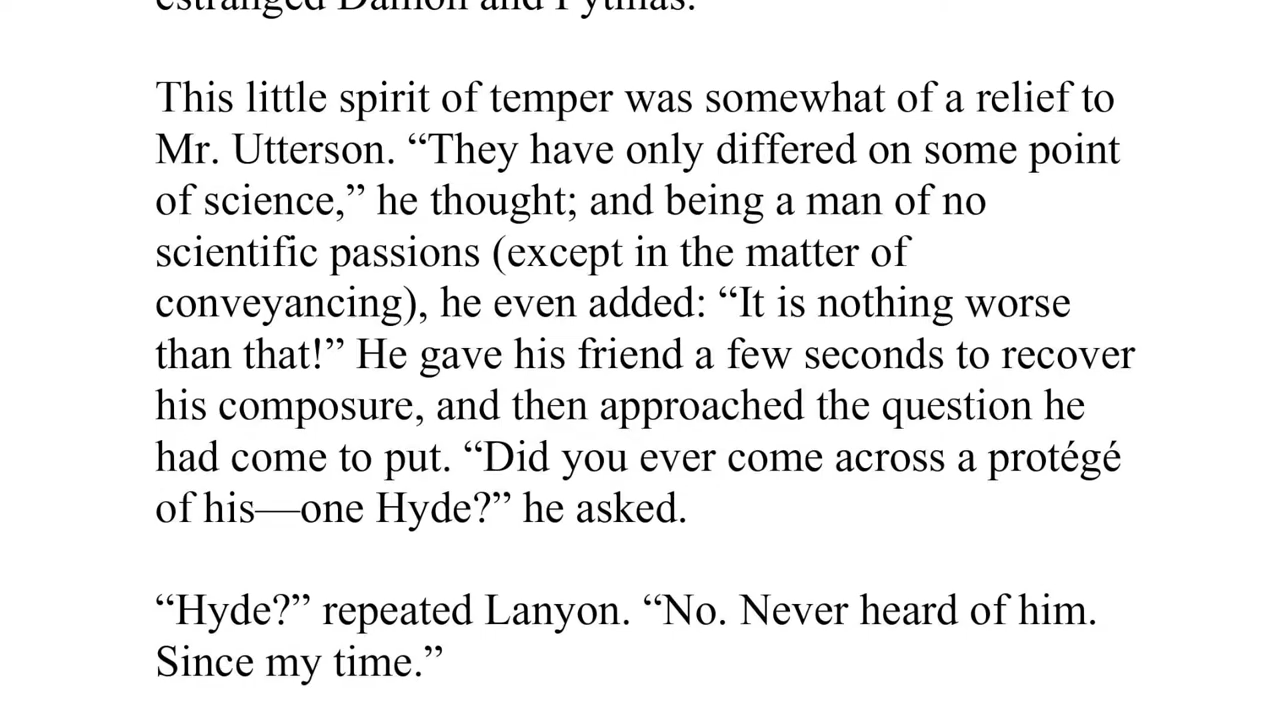 estranged Damon and Pythias.
This little spirit of temper was somewhat of a relief to
Mr. Utterson. “They have only differed on some point
of science,” he thought; and being a man of no
scientific passions (except in the matter of
conveyancing), he even added: “It is nothing worse
than that!” He gave his friend a few seconds to recover
his composure, and then approached the question he
had come to put. “Did you ever come across a protégé
of his—one Hyde?” he asked.
“Hyde?” repeated Lanyon. “No. Never heard of him.
Since my time.”